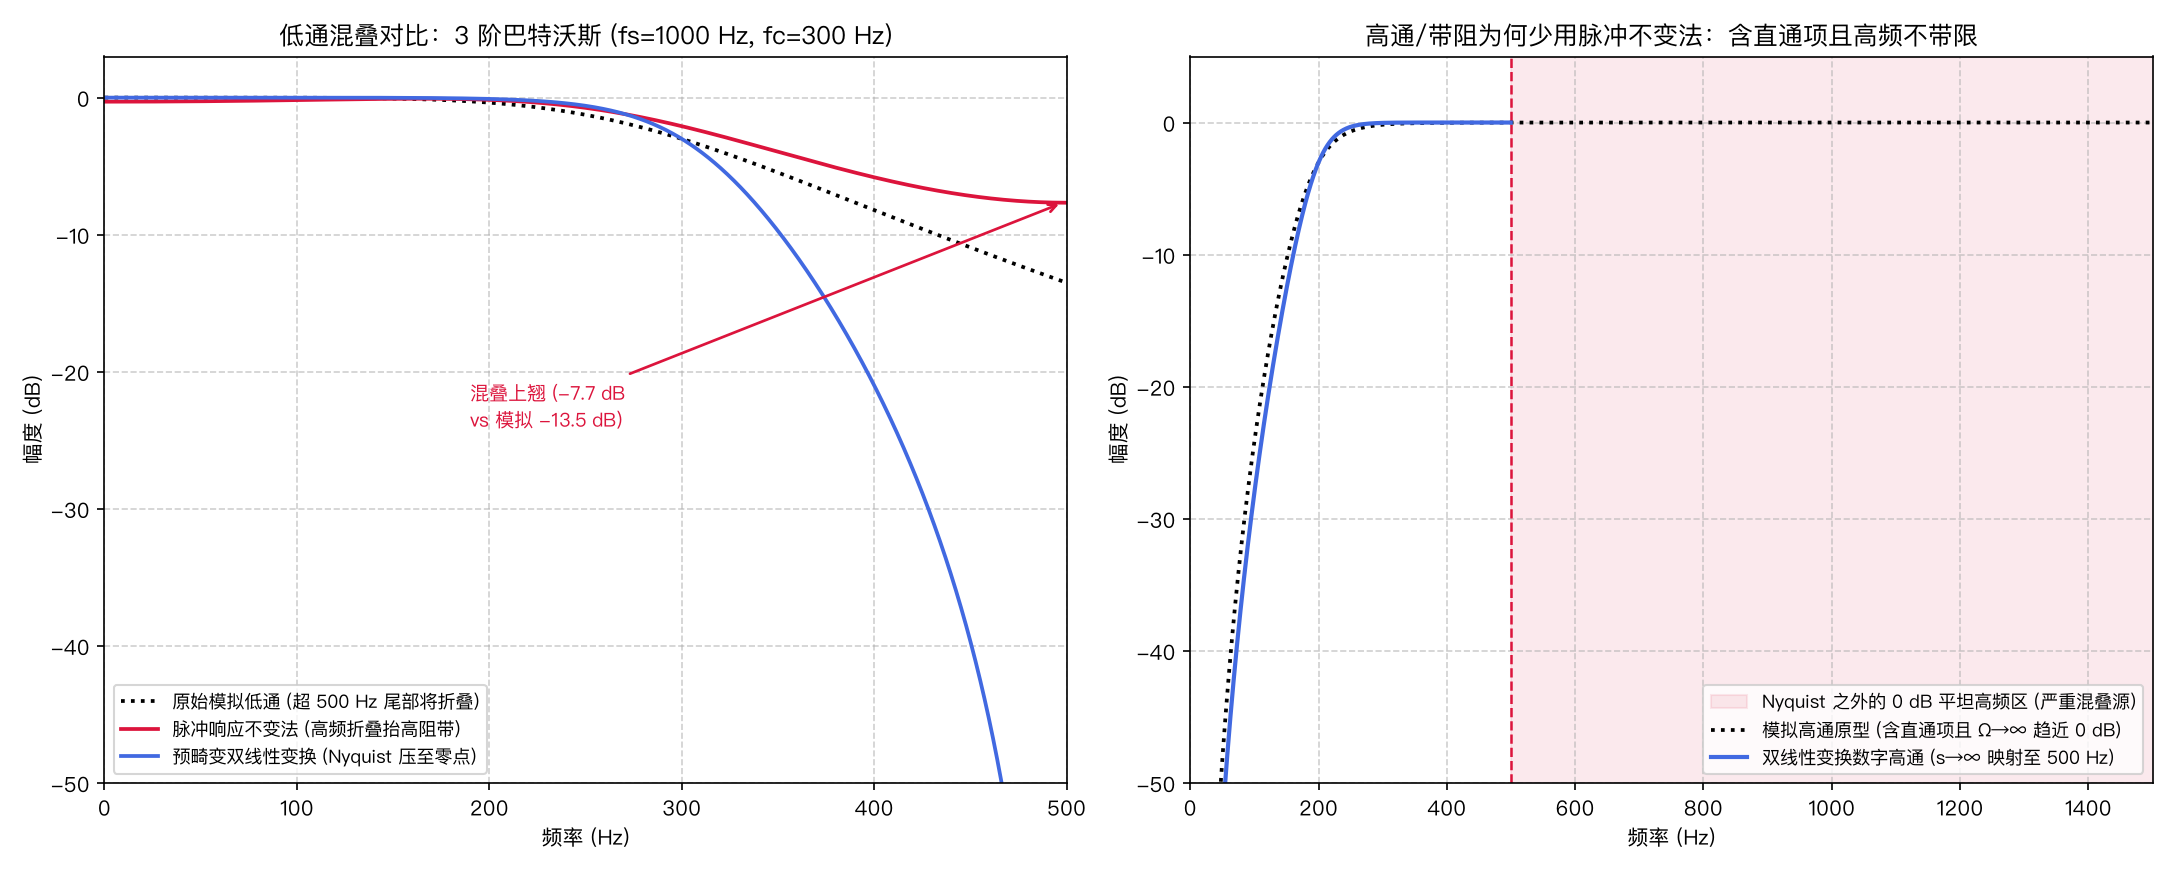 低通混叠对比：3 阶巴特沃斯 (fs=1000 Hz, fc=300 Hz)
0
−10
−20
−30
−40
−50
幅度 (dB)
混叠上翘 (−7.7 dB
vs 模拟 −13.5 dB)
原始模拟低通 (超 500 Hz 尾部将折叠)
脉冲响应不变法 (高频折叠抬高阻带)
预畸变双线性变换 (Nyquist 压至零点)
0 100 200 300 400 500
频率 (Hz)
高通/带阻为何少用脉冲不变法：含直通项且高频不带限
0
−10
−20
−30
−40
−50
幅度 (dB)
Nyquist 之外的 0 dB 平坦高频区 (严重混叠源)
模拟高通原型 (含直通项且 Ω→∞ 趋近 0 dB)
双线性变换数字高通 (s→∞ 映射至 500 Hz)
0 200 400 600 800 1000 1200 1400
频率 (Hz)